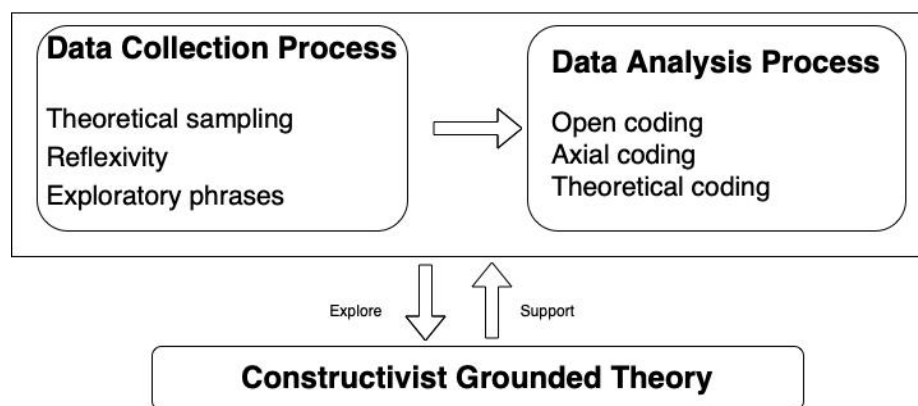 Data Collection Process
Theoretical sampling
Reflexivity
Exploratory phrases
Data Analysis Process
Open coding
Axial coding
Theoretical coding
Explore
Support
Constructivist Grounded Theory